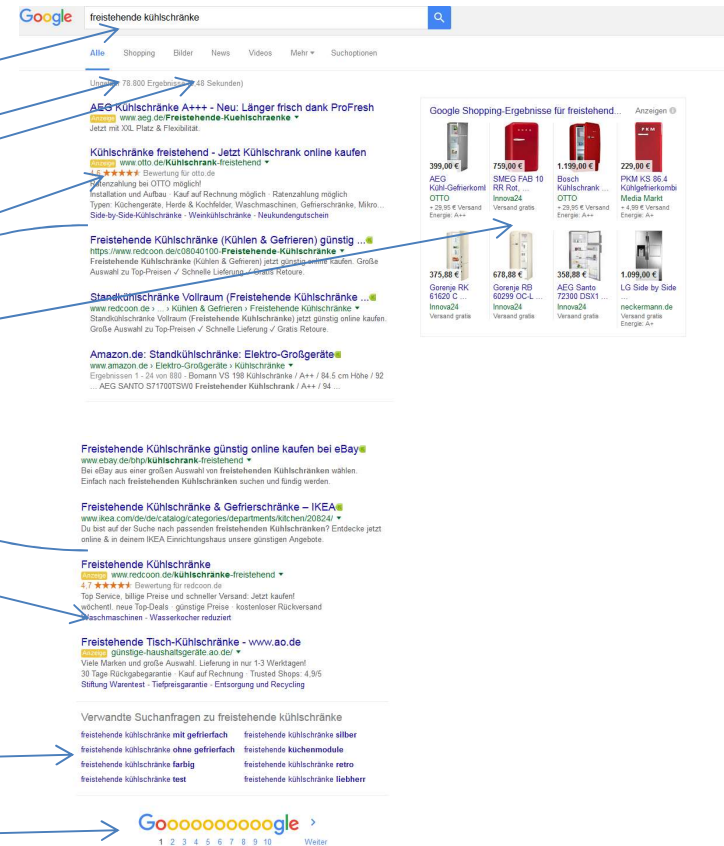 Google
freistehende kühlschränke
Alle Shopping Bilder News Videos Mehr Suchoptionen
78.800 Ergebnisse 48 Sekunden)
AEG Kühlschränke A+++ - Neu: Länger frisch dank ProFresh
Anzeige www.aeg.de/Freistehende-Kuehlschraenke
Jetzt mit XXL Platz & Flexibilität.
Kühlschränke freistehend - Jetzt Kühlschrank online kaufen
Anzeige www.otto.de/Kühlschrank-freistehend
4,6 ★★★★★ Bewertung für otto.de
Ratenzahlung bei OTTO möglich!
Installation und Aufbau · Kauf auf Rechnung möglich · Ratenzahlung möglich
Typen: Kühlschränke, Herde & Kochfelder, Waschmaschinen, Gefrierschränke, Mikro...
Side-by-Side-Kühlschränke - Weinkühlschränke - Neukundengutschein
Freistehende Kühlschränke (Kühlen & Gefrieren) günstig ...
https://www.redcoon.de/c08040100-Freistehende-Kühlschränke
Freistehende Kühlschränke (Kühlen & Gefrieren) jetzt günstig online kaufen. Große
Auswahl zu Top-Preisen ✓ Schnelle Lieferung ✓ Gratis Retoure.
Standkühlschränke Vollraum (Freistehende Kühlschränke ...
www.redcoon.de › ... › Kühlen & Gefrieren › Freistehende Kühlschränke
Standkühlschränke Vollraum (Freistehende Kühlschränke) jetzt günstig online kaufen.
Große Auswahl zu Top-Preisen ✓ Schnelle Lieferung ✓ Gratis Retoure.
Amazon.de: Standkühlschränke: Elektro-Großgeräte
www.amazon.de › Elektro-Großgeräte › Kühlschränke
Ergebnissen 1 - 24 von 880 - Bomann VS 198 Kühlschränke / A++ / 84.5 cm Höhe / 92
... AEG SANTO S71700TSW0 Freistehender Kühlschrank / A++ / 94 ...
Freistehende Kühlschränke günstig online kaufen bei eBay
www.ebay.de/bhp/kühlschrank-freistehend
Bei eBay aus einer großen Auswahl von freistehenden Kühlschränken wählen.
Einfach nach freistehenden Kühlschränken suchen und fündig werden.
Freistehende Kühlschränke & Gefrierschränke – IKEA
www.ikea.com/de/de/catalog/categories/departments/kitchen/20824/
Du bist auf der Suche nach passenden freistehenden Kühlschränken? Entdecke jetzt
online & in deinem IKEA Einrichtungshaus unsere günstigen Angebote.
Freistehende Kühlschränke
Anzeige www.redcoon.de/kühlschränke-freistehend
4,7 ★★★★★ Bewertung für redcoon.de
Top Service, billige Preise und schneller Versand: Jetzt kaufen!
wöchentl. neue Top-Deals · günstige Preise · kostenloser Rückversand
Waschmaschinen - Wasserkocher reduziert
Freistehende Tisch-Kühlschränke - www.ao.de
Anzeige günstige-haushaltsgeräte.ao.de/
Viele Marken und große Auswahl. Lieferung in nur 1-3 Werktagen!
30 Tage Rückgabegarantie · Kauf auf Rechnung · Trusted Shops: 4,9/5
Stiftung Warentest - Tiefpreisgarantie - Entsorgung und Recycling
Verwandte Suchanfragen zu freistehende kühlschränke
freistehende kühlschränke mit gefrierfach freistehende kühlschränke silber
freistehende kühlschränke ohne gefrierfach freistehende küchenmodule
freistehende kühlschränke farbig freistehende kühlschränke retro
freistehende kühlschränke test freistehende kühlschränke liebherr
Goooooooooogle
1 2 3 4 5 6 7 8 9 10 Weiter
Google Shopping-Ergebnisse für freistehend... Anzeigen
399,00 € 759,00 € 1.199,00 € 229,00 €
PKM
AEG SMEG FAB 10 Bosch PKM KS 86.4
Kühl-Gefrierkoml RR Rot, ... Kühlschrank ... Kühlgefrierkombi
OTTO Innova24 OTTO Media Markt
+ 29,95 € Versand Versand gratis + 29,95 € Versand + 4,99 € Versand
Energie: A++ Energie: A++ Energie: A+
375,88 € 678,88 € 358,88 € 1.099,00 €
Gorenje RK Gorenje RB AEG Santo LG Side by Side
61620 C ... 60299 OC-L ... 72300 DSX1 ... ...
Innova24 Innova24 Innova24 neckermann.de
Versand gratis Versand gratis Versand gratis Versand gratis
Energie: A+